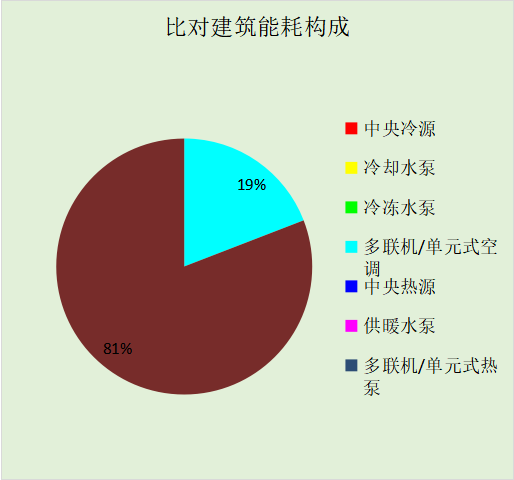 比对建筑能耗构成
19%
81%
中央冷源
冷却水泵
冷冻水泵
多联机/单元式空
调
中央热源
供暖水泵
多联机/单元式热
泵